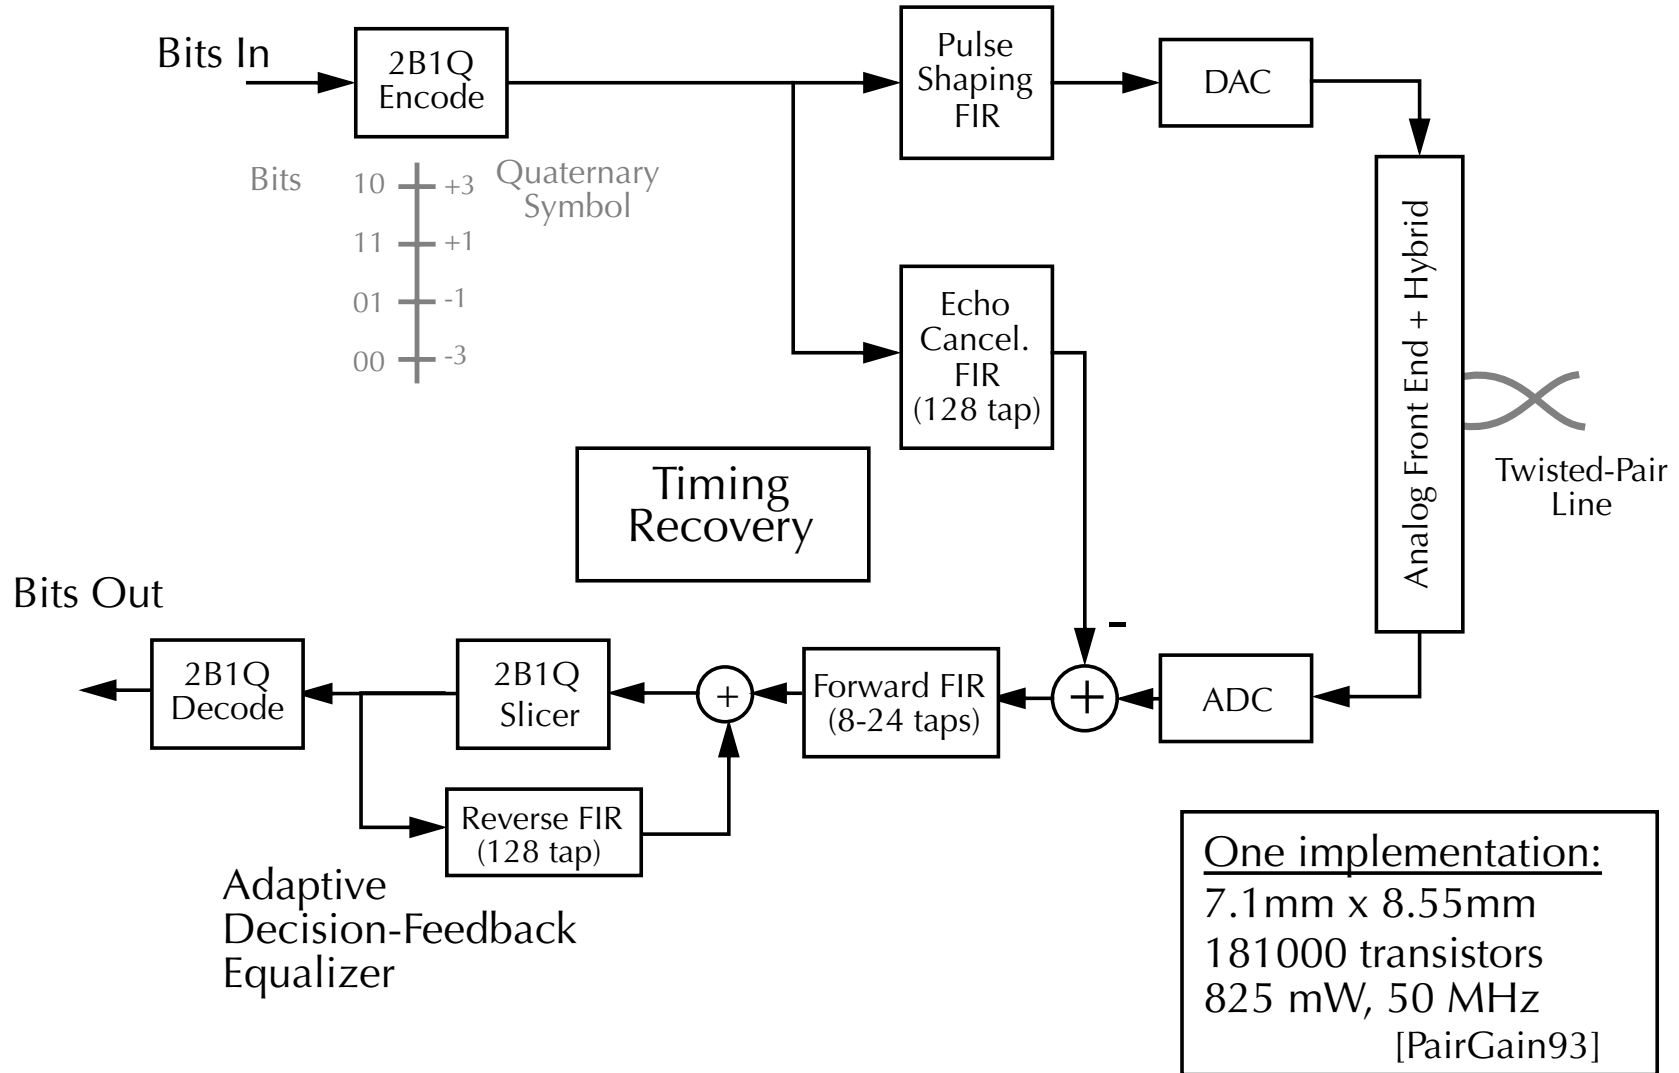 Bits In
2B1Q
Encode
Pulse
Shaping
FIR
DAC
Bits
Quaternary
Symbol
10
+3
11
+1
01
-1
00
-3
Echo
Cancel.
FIR
(128 tap)
Analog Front End + Hybrid
Twisted-Pair
Line
Timing
Recovery
Bits Out
2B1Q
Decode
2B1Q
Slicer
+
Forward FIR
(8-24 taps)
+
-
ADC
Reverse FIR
(128 tap)
Adaptive
Decision-Feedback
Equalizer
One implementation:
7.1mm x 8.55mm
181000 transistors
825 mW, 50 MHz
[PairGain93]